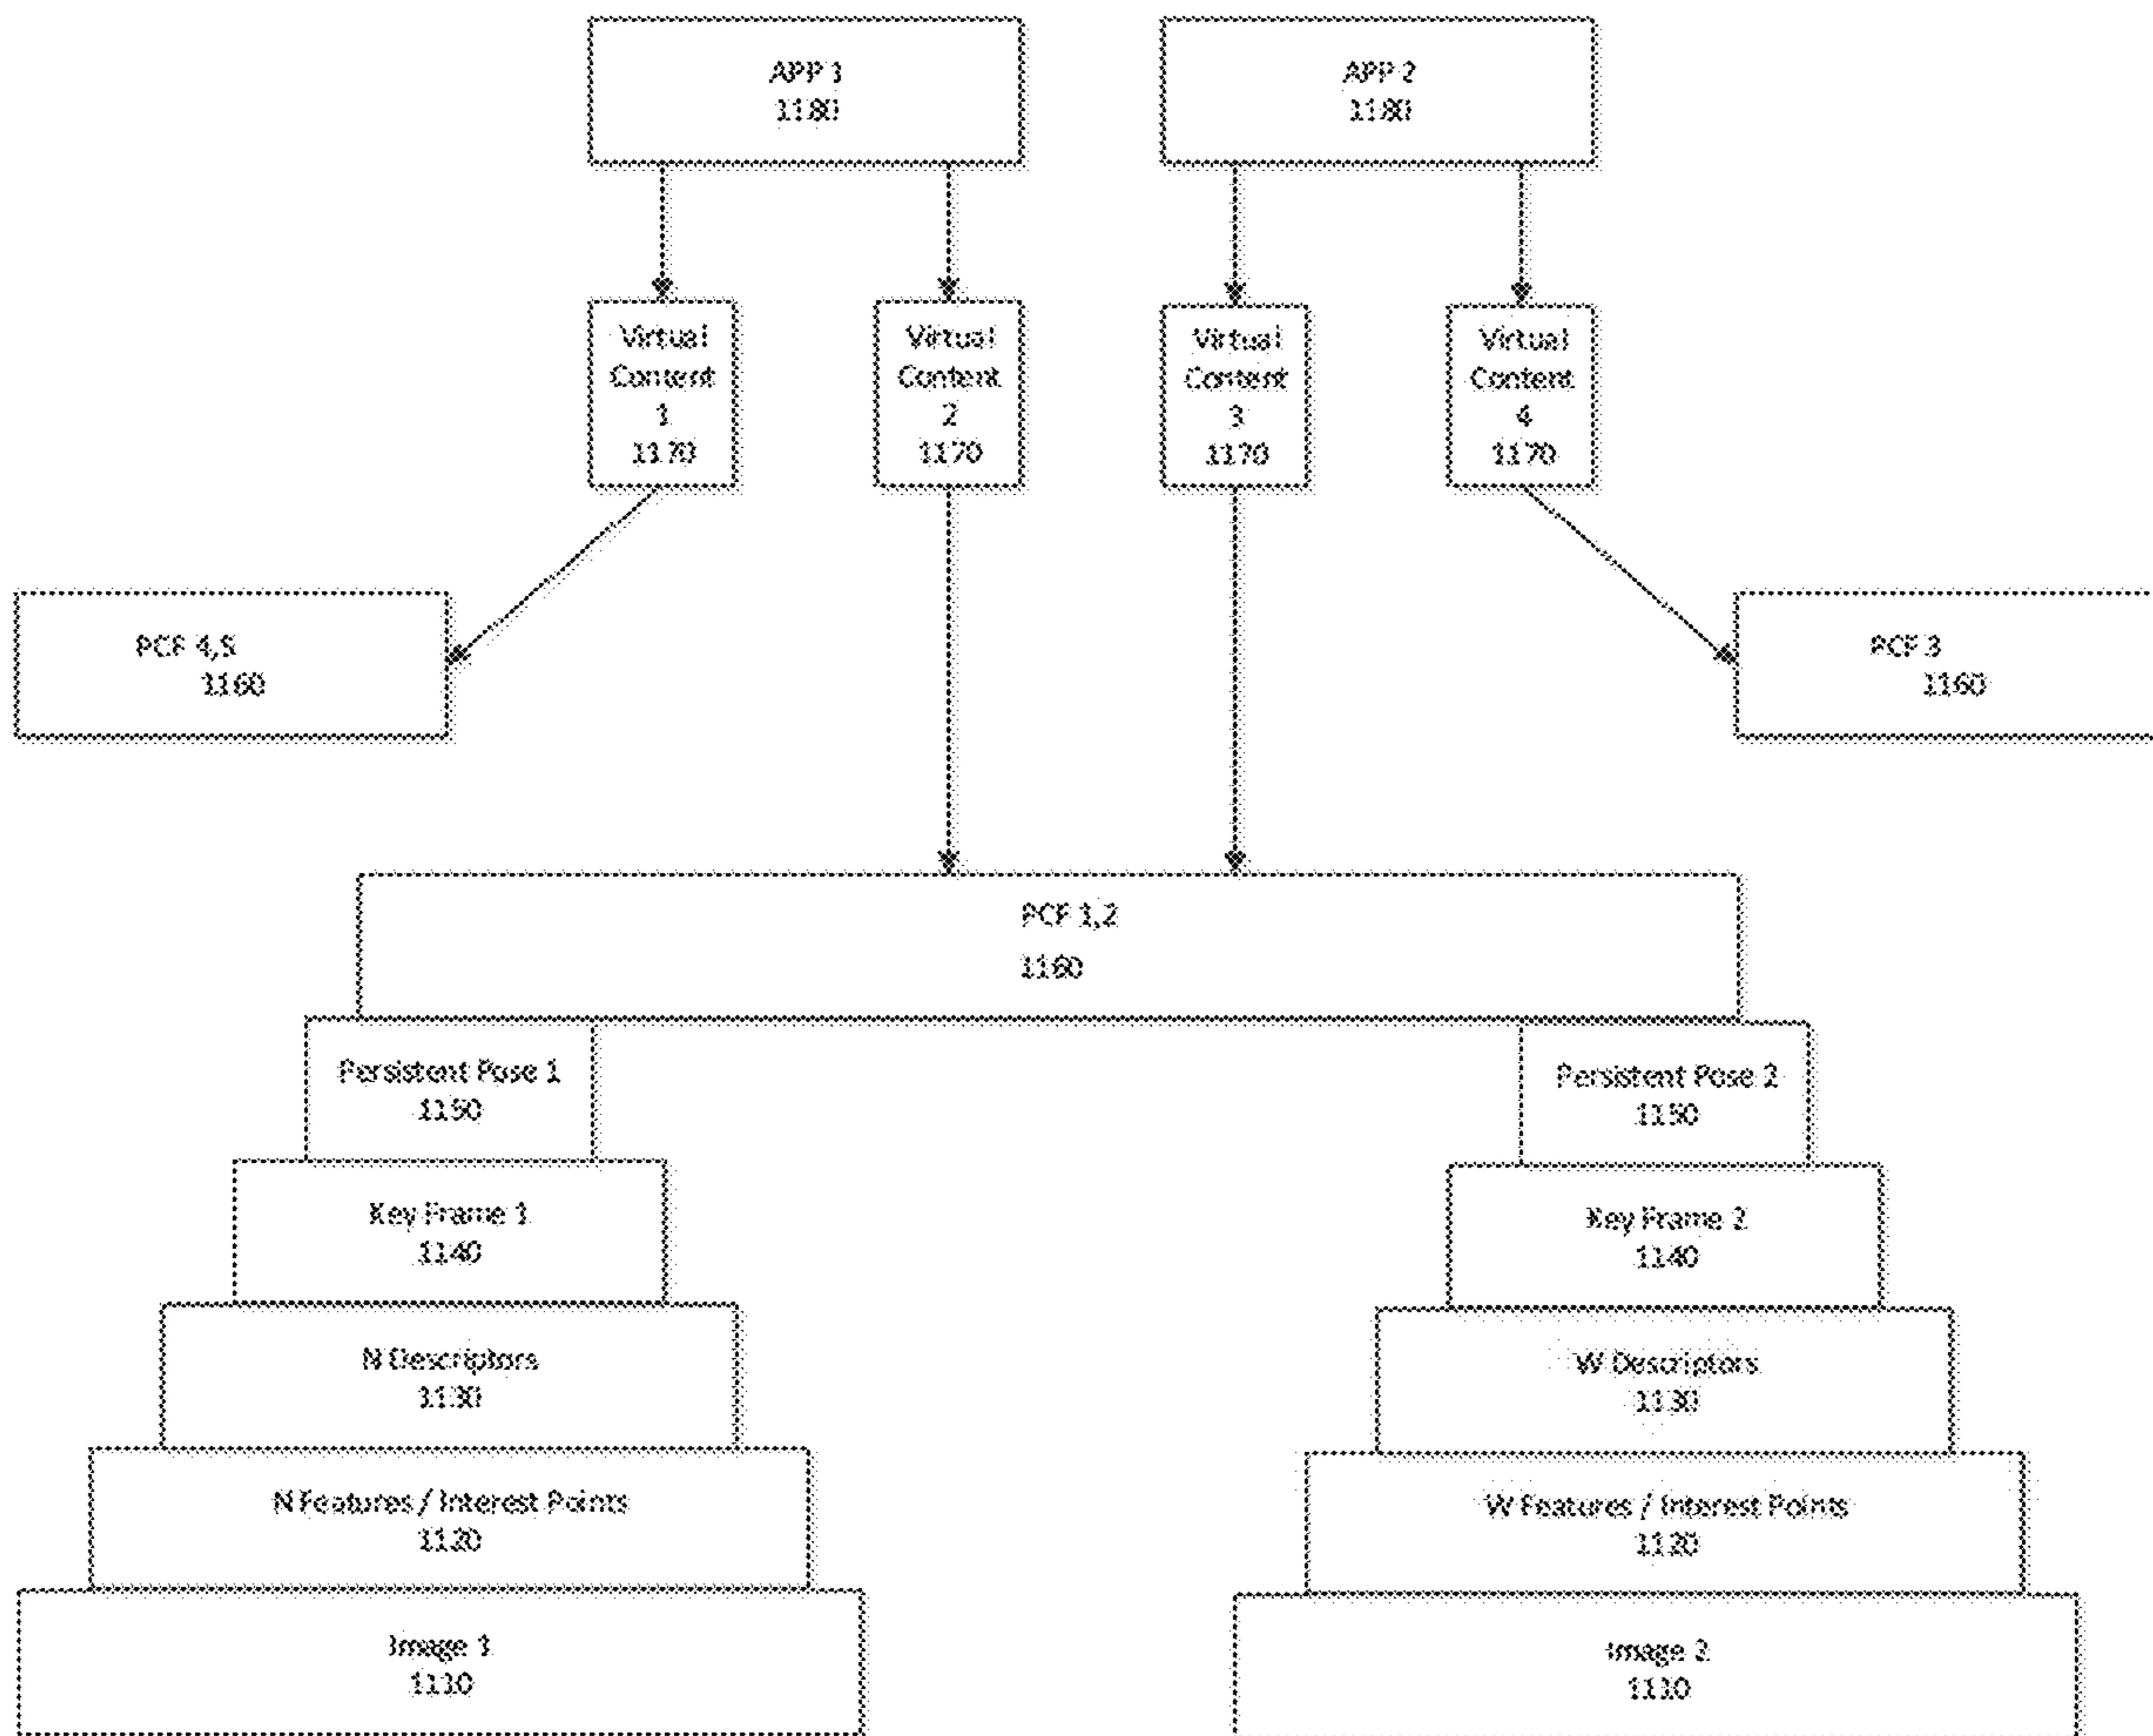 APP 1
1180
APP 2
1180
Virtual
Content
1
1170
Virtual
Content
2
1170
Virtual
Content
3
1170
Virtual
Content
4
1170
PCF 4,5
1160
PCF 3
1160
PCF 1,2
1160
Persistent Pose 1
1150
Persistent Pose 2
1150
Key Frame 1
1140
Key Frame 2
1140
N Descriptors
1130
W Descriptors
1130
N Features / Interest Points
1120
W Features / Interest Points
1120
Image 1
1110
Image 2
1110